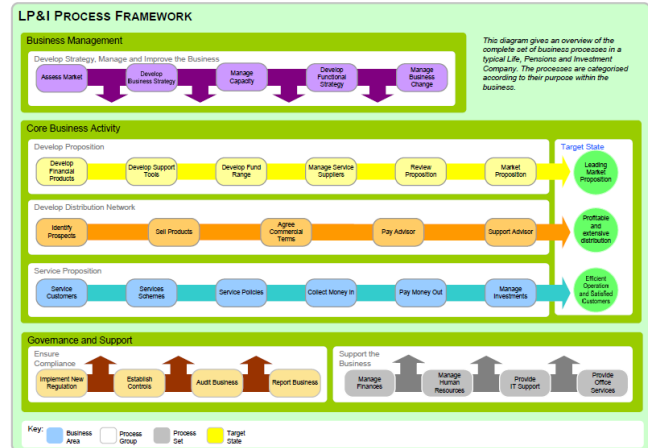 LP&I PROCESS FRAMEWORK
Business Management
Develop Strategy, Manage and Improve the Business
Assess Market
Develop
Business Strategy
Manage
Capacity
Develop
Functional
Strategy
Manage
Business
Change
This diagram gives an overview of the
complete set of business processes in a
typical Life, Pensions and Investment
Company. The processes are categorised
according to their purpose within the
business.
Core Business Activity
Develop Proposition
Target State
Develop
Financial
Products
Develop Support
Tools
Develop Fund
Range
Manage Service
Suppliers
Review
Proposition
Market
Proposition
Leading
Market
Proposition
Develop Distribution Network
Identify
Prospects
Sell Products
Agree
Commercial
Terms
Pay Advisor
Support Advisor
Profitable
and
extensive
distribution
Service Proposition
Service
Customers
Services
Schemes
Service Policies
Collect Money In
Pay Money Out
Manage
Investments
Efficient
Operation
and Satisfied
Customers
Governance and Support
Ensure
Compliance
Implement New
Regulation
Establish
Controls
Audit Business
Report Business
Support the
Business
Manage
Finances
Manage
Human
Resources
Provide
IT Support
Provide
Office
Services
Key:
Business
Area
Process
Group
Process
Set
Target
State